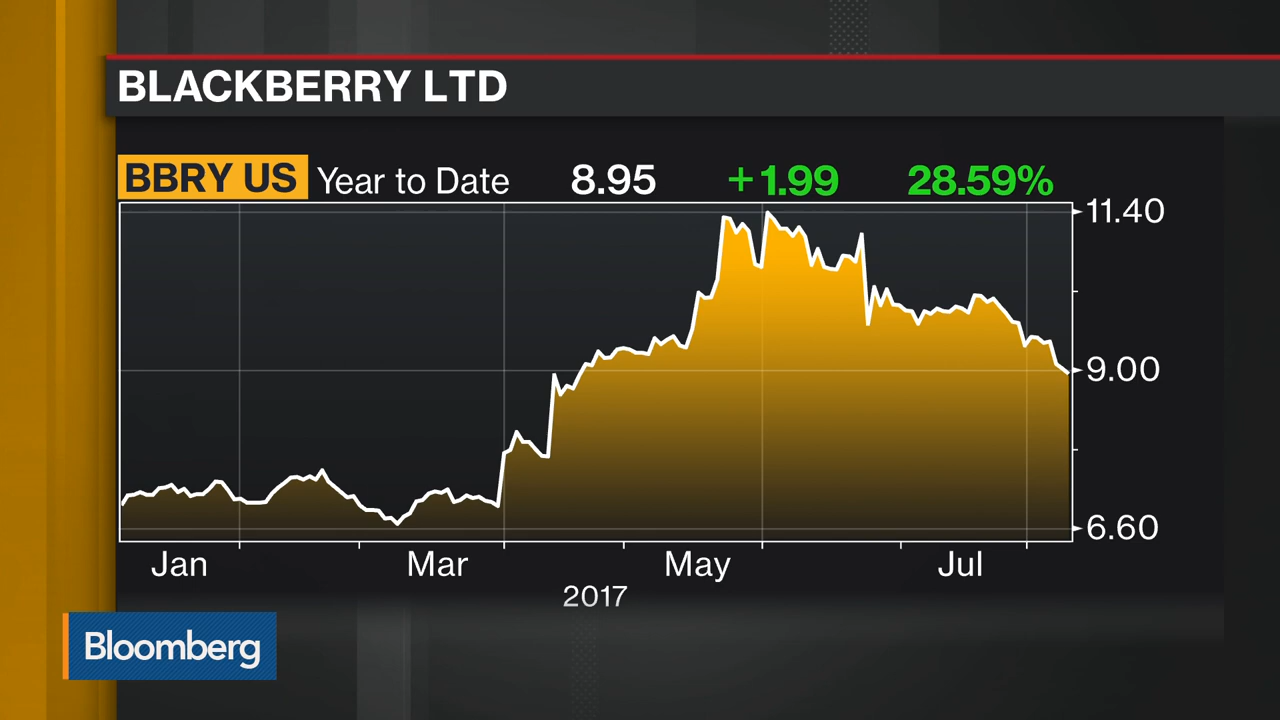 BLACKBERRY LTD
BBRY US Year to Date 8.95 +1.99 28.59%
11.40
9.00
6.60
Jan Mar May Jul
2017
Bloomberg